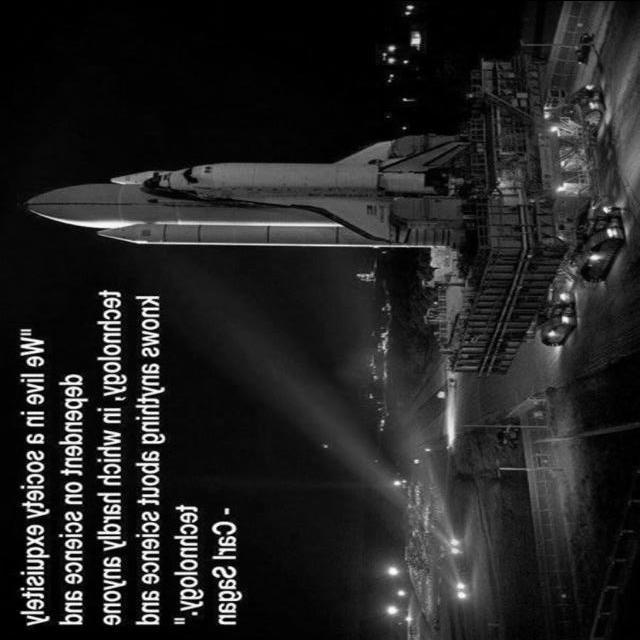 "We live in a society exquisitely
dependent on science and
technology, in which hardly anyone
knows anything about science and
technology."
- Carl Sagan